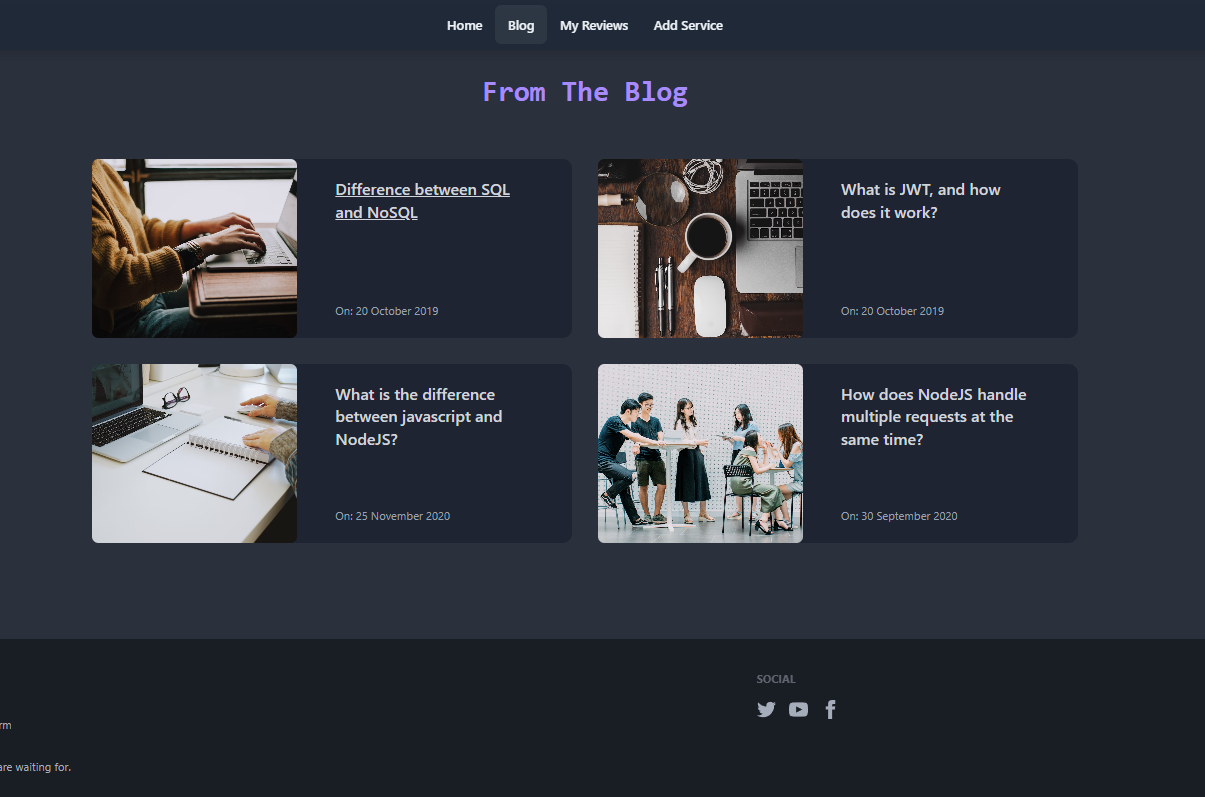 Home Blog My Reviews Add Service
From The Blog
Difference between SQL
and NoSQL
On: 20 October 2019
What is JWT, and how
does it work?
On: 20 October 2019
What is the difference
between javascript and
NodeJS?
On: 25 November 2020
How does NodeJS handle
multiple requests at the
same time?
On: 30 September 2020
SOCIAL
are waiting for.